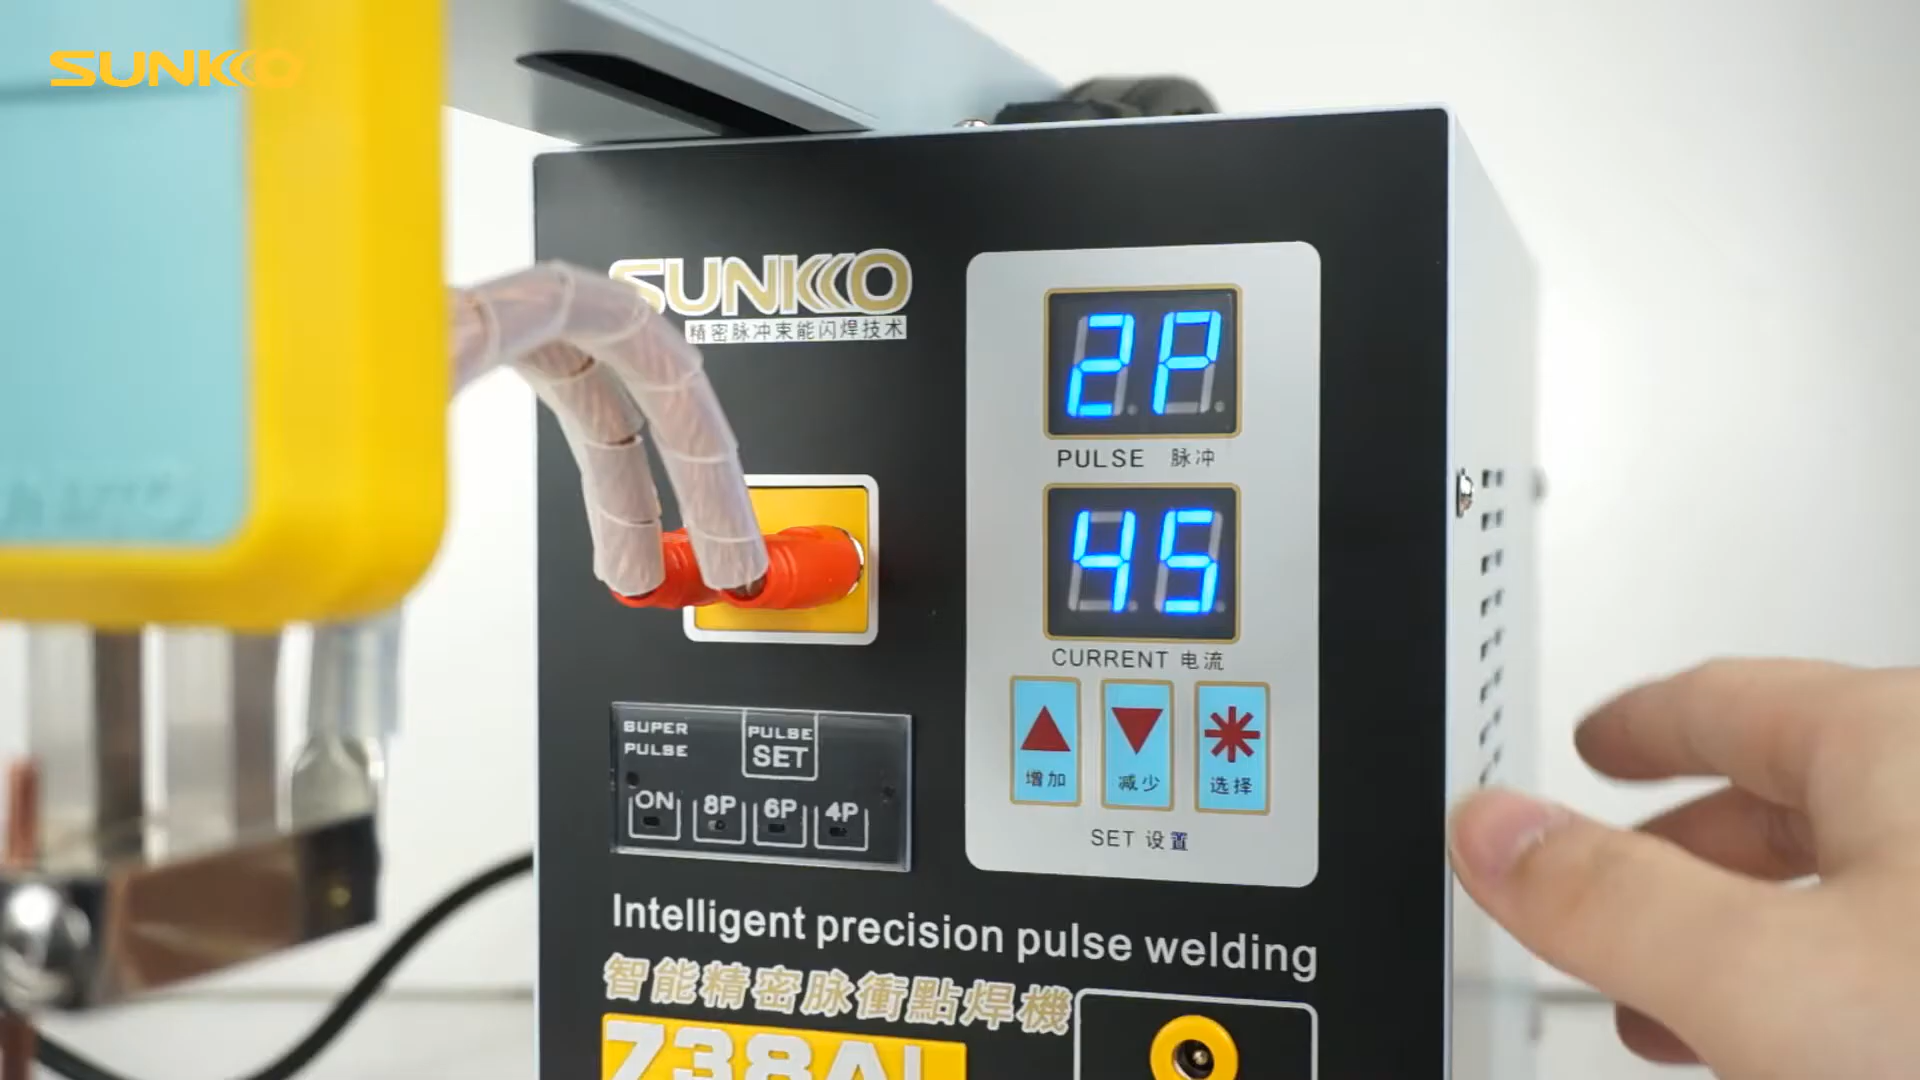 SUNKKO
SUNKKO
精密脉冲束能闪焊技术
2P
PULSE 脉冲
45
CURRENT 电流
增加
减少
选择
SET 设置
SUPER
PULSE
PULSE
SET
ON 8P 6P 4P
Intelligent precision pulse welding
智能精密脉衝點焊機
738AL